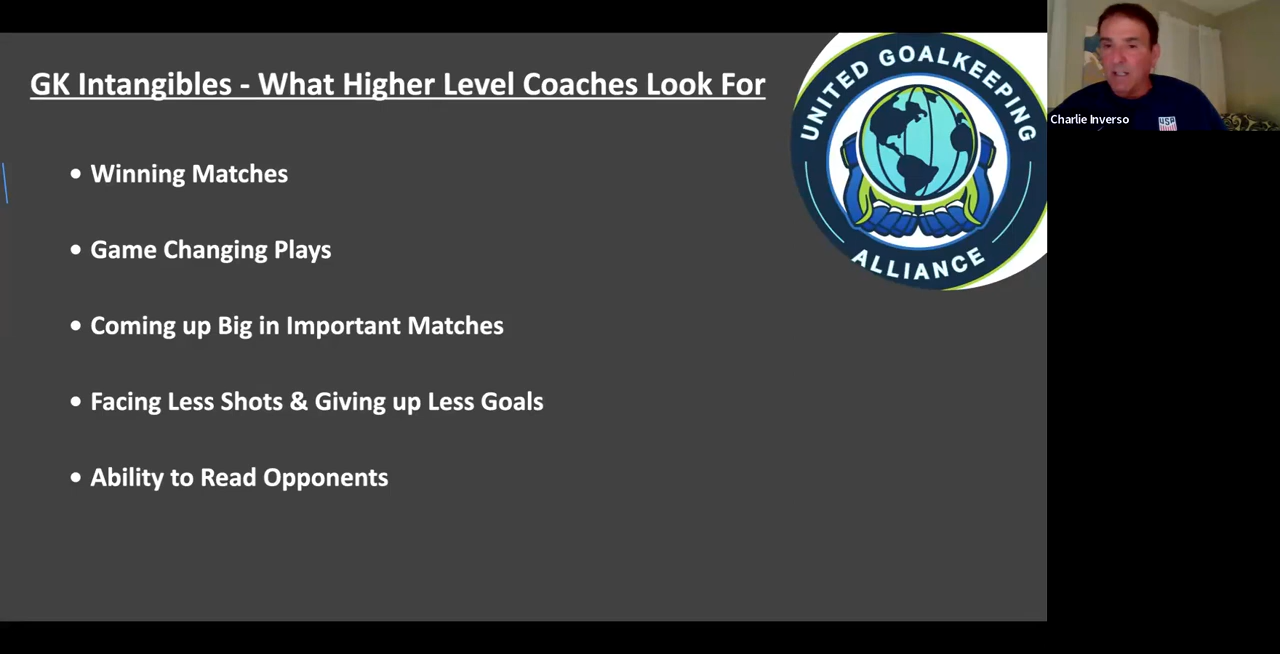 GK Intangibles - What Higher Level Coaches Look For
• Winning Matches
• Game Changing Plays
• Coming up Big in Important Matches
• Facing Less Shots & Giving up Less Goals
• Ability to Read Opponents
UNITED GOALKEEPING
ALLIANCE
Charlie Inverso